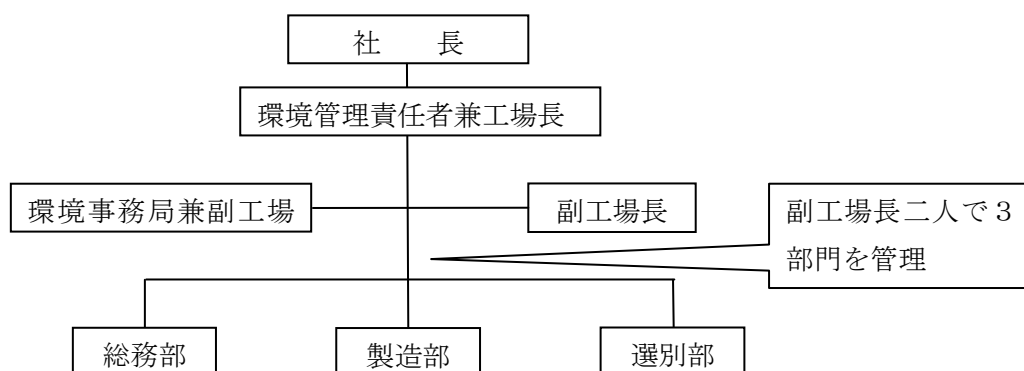 社　　長
環境管理責任者兼工場長
環境事務局兼副工場
副工場長
副工場長二人で３
部門を管理
総務部
製造部
選別部